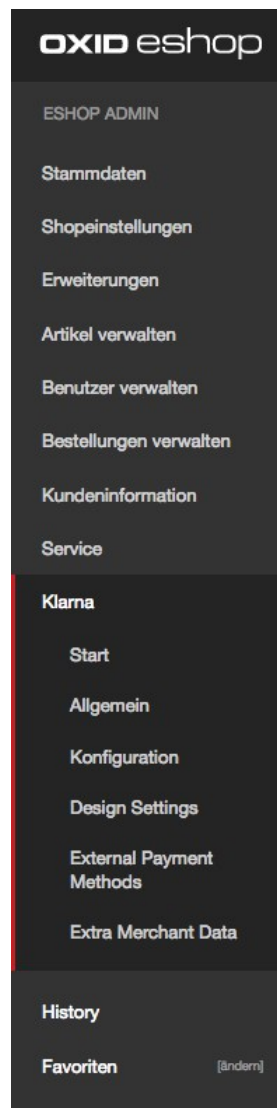 OXID eshop
ESHOP ADMIN
Stammdaten
Shopeinstellungen
Erweiterungen
Artikel verwalten
Benutzer verwalten
Bestellungen verwalten
Kundeninformation
Service
Klarna
Start
Allgemein
Konfiguration
Design Settings
External Payment
Methods
Extra Merchant Data
History
Favoriten [ändern]